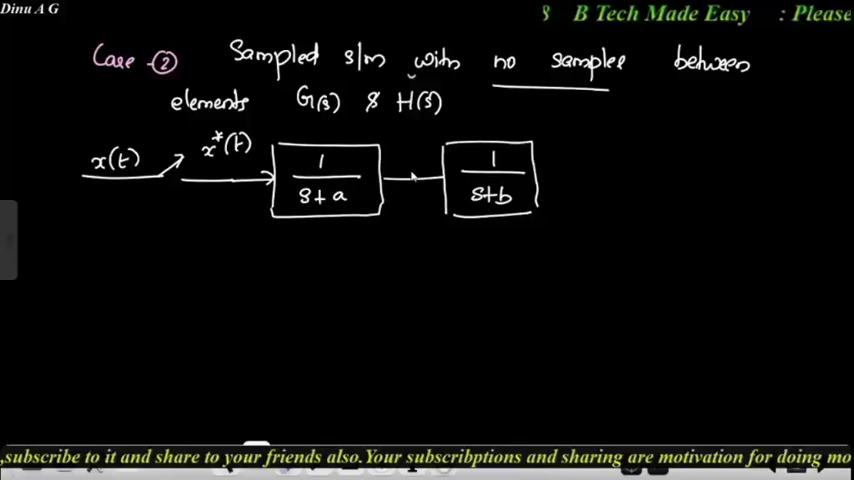 Dinu A G
8 B Tech Made Easy : Please
Case -② Sampled s/m with no sampler between
elements G(s) & H(s)
x(t) x*(t) 1/(s+a) 1/(s+b)
,subscribe to it and share to your friends also.Your subscribptions and sharing are motivation for doing mo